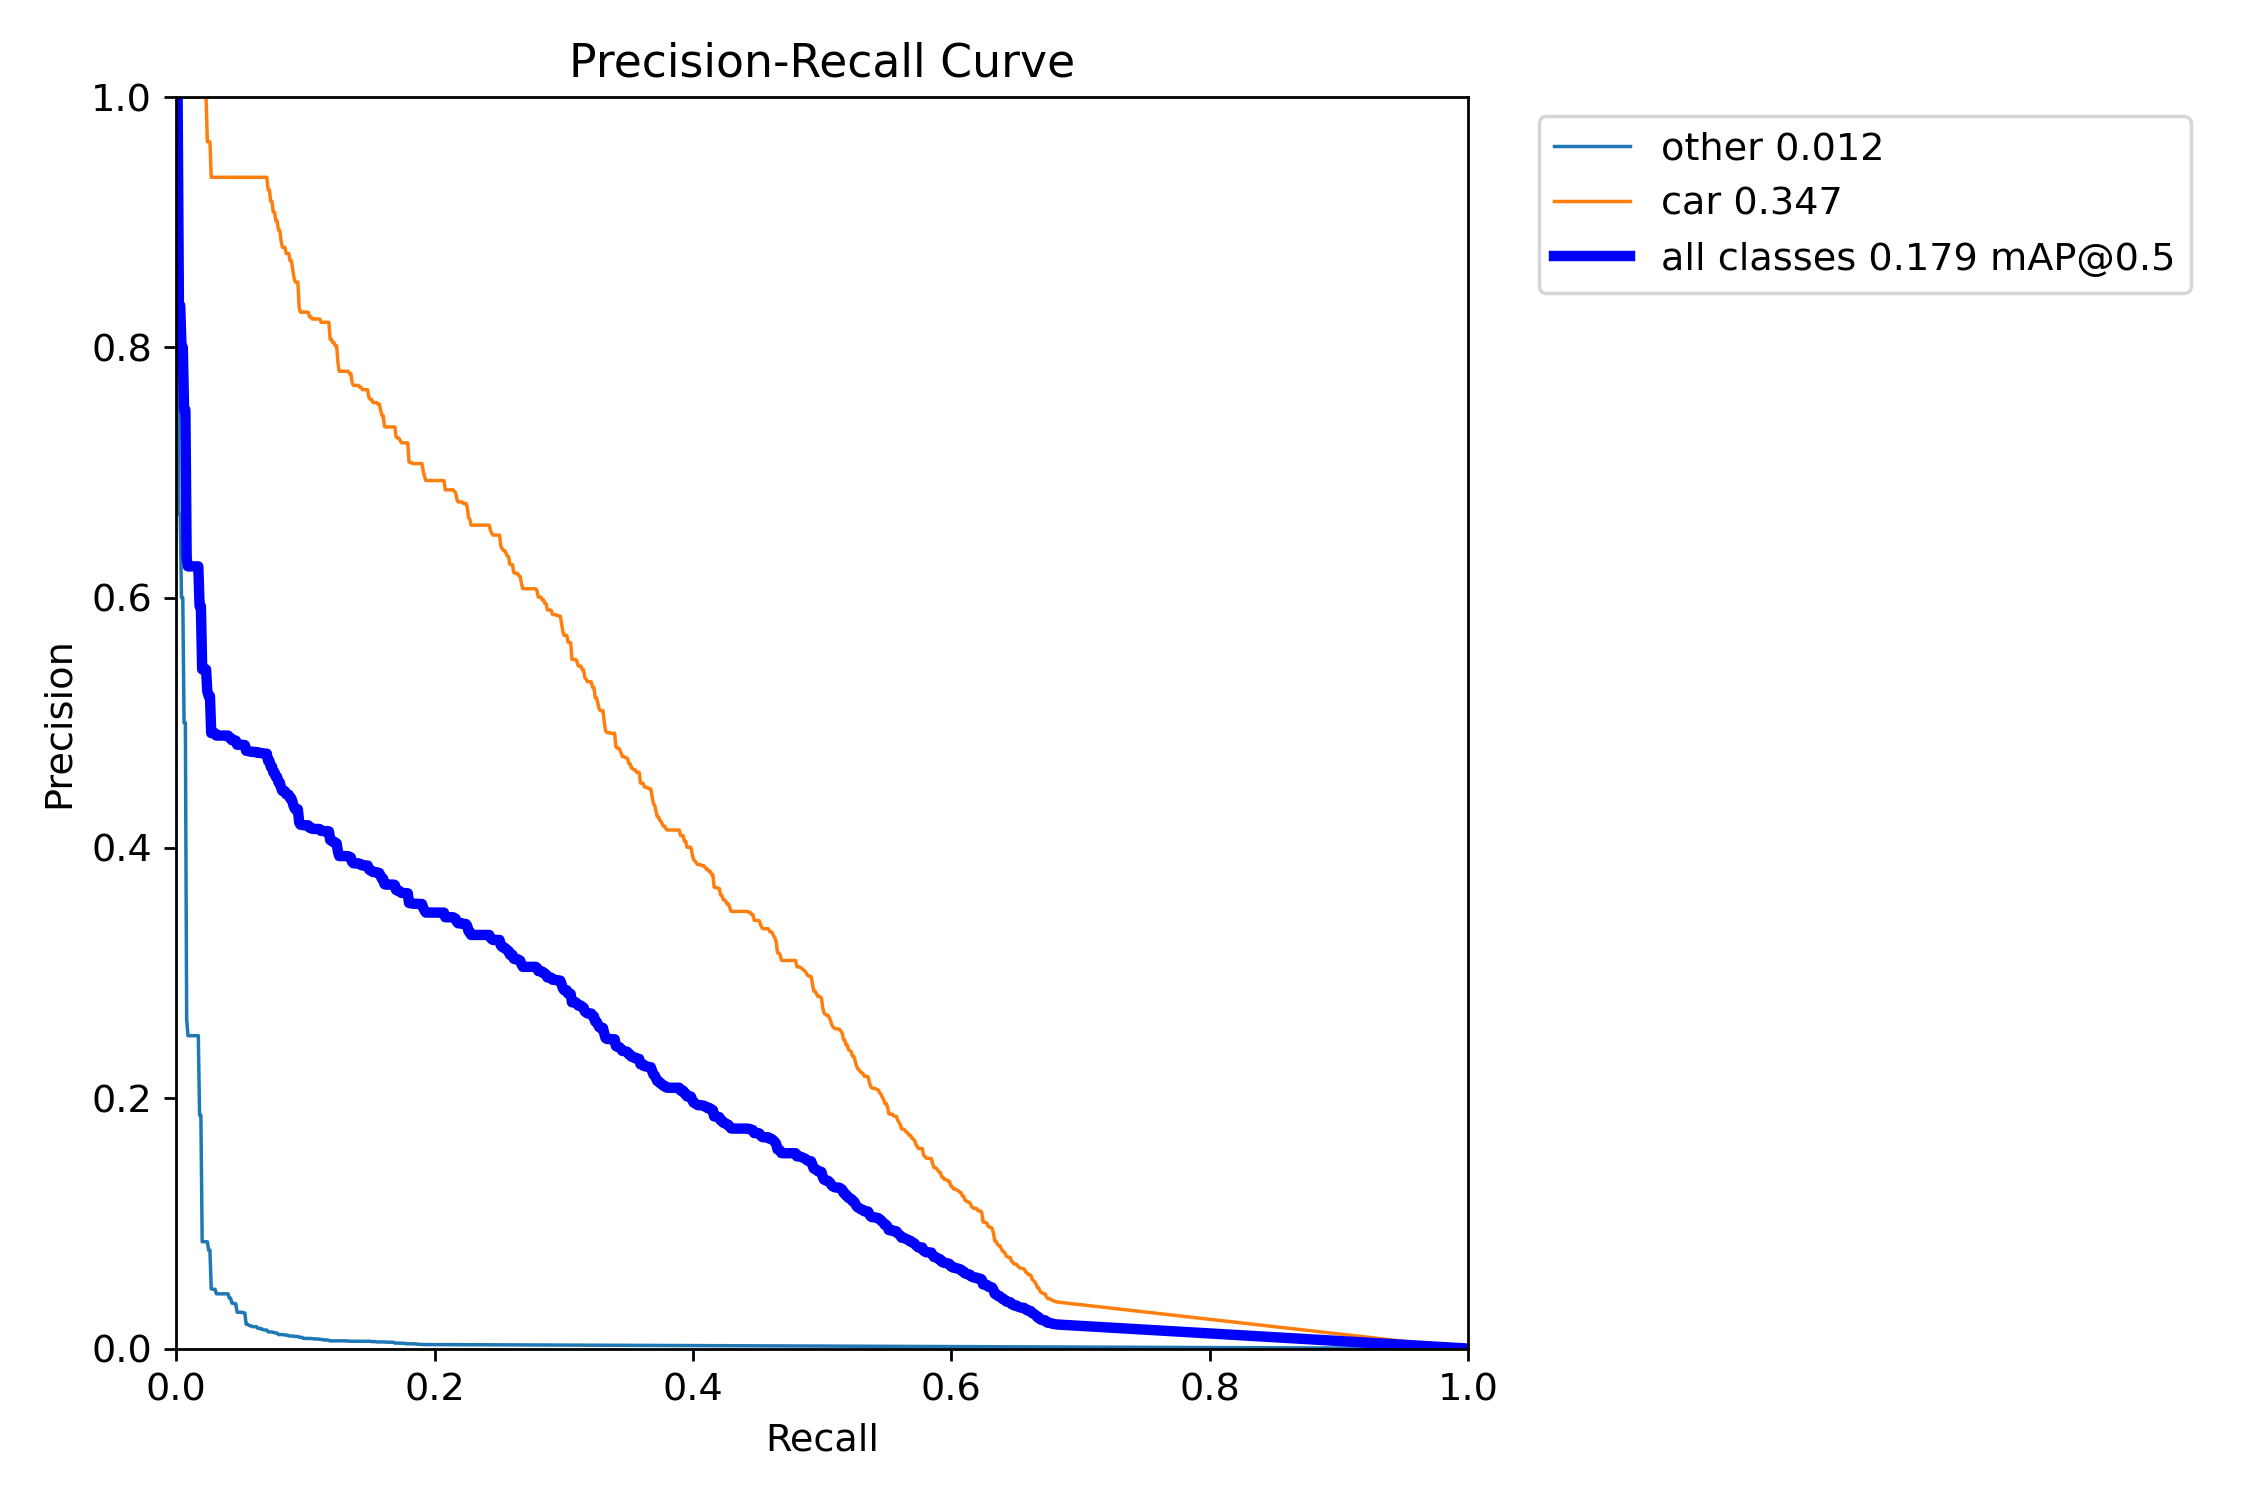 Precision-Recall Curve
1.0
0.8
0.6
0.4
0.2
0.0
Precision
0.0 0.2 0.4 0.6 0.8 1.0
Recall
other 0.012
car 0.347
all classes 0.179 mAP@0.5